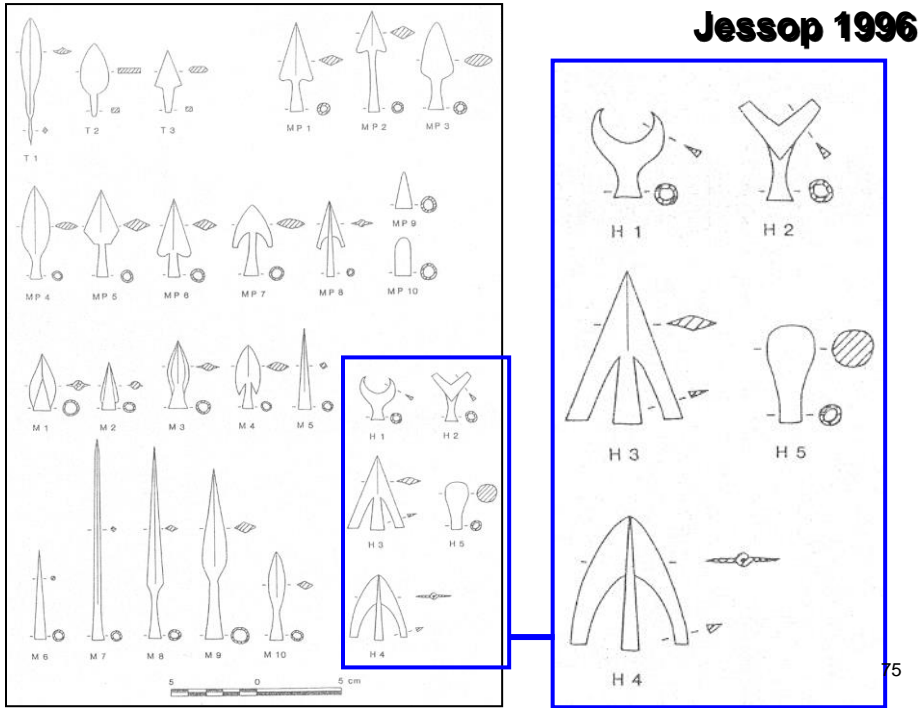 Jessop 1996
T 1
T 2
T 3
MP 1
MP 2
MP 3
MP 4
MP 5
MP 6
MP 7
MP 8
MP 9
MP 10
M 1
M 2
M 3
M 4
M 5
H 1
H 2
H 3
H 5
M 6
M 7
M 8
M 9
M 10
H 4
5 0 5 cm
H 1
H 2
H 3
H 5
H 4
75